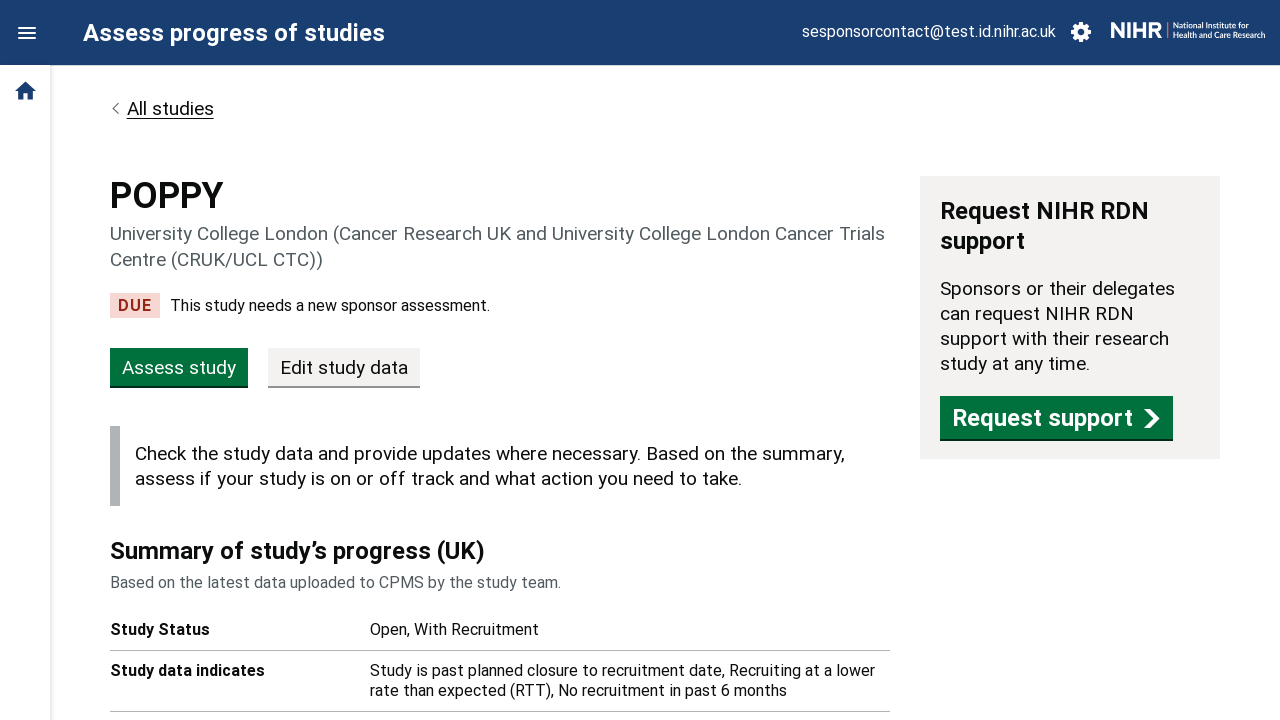 Assess progress of studies
sesponsorcontact@test.id.nihr.ac.uk
NIHR | National Institute for
Health and Care Research
All studies
POPPY
University College London (Cancer Research UK and University College London Cancer Trials
Centre (CRUK/UCL CTC))
DUE This study needs a new sponsor assessment.
Assess study
Edit study data
Check the study data and provide updates where necessary. Based on the summary,
assess if your study is on or off track and what action you need to take.
Summary of study’s progress (UK)
Based on the latest data uploaded to CPMS by the study team.
Study Status Open, With Recruitment
Study data indicates Study is past planned closure to recruitment date, Recruiting at a lower
rate than expected (RTT), No recruitment in past 6 months
Request NIHR RDN
support
Sponsors or their delegates
can request NIHR RDN
support with their research
study at any time.
Request support